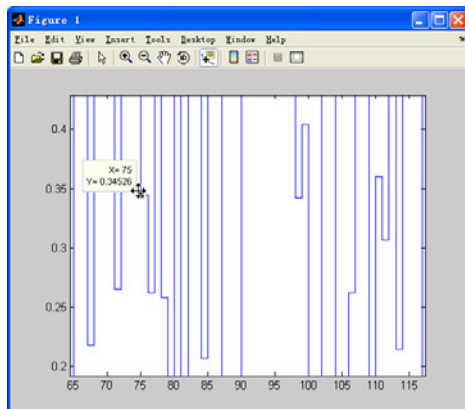 Figure 1
File Edit View Insert Tools Desktop Window Help
0.4
X= 75
Y= 0.34526
0.35
0.3
0.25
0.2
65 70 75 80 85 90 95 100 105 110 115